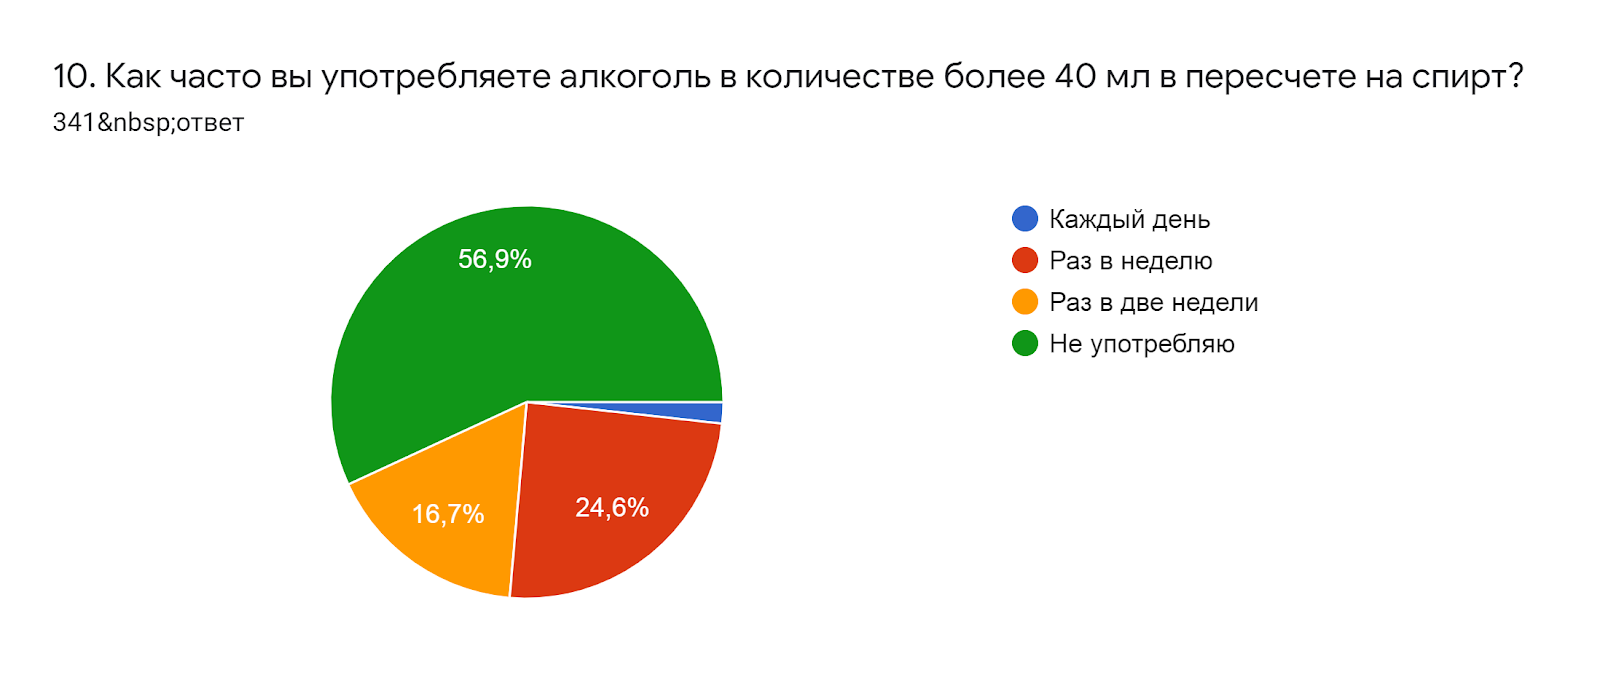 10. Как часто вы употребляете алкоголь в количестве более 40 мл в пересчете на спирт?
341&nbsp;ответ
56,9%
16,7%
24,6%
Каждый день
Раз в неделю
Раз в две недели
Не употребляю